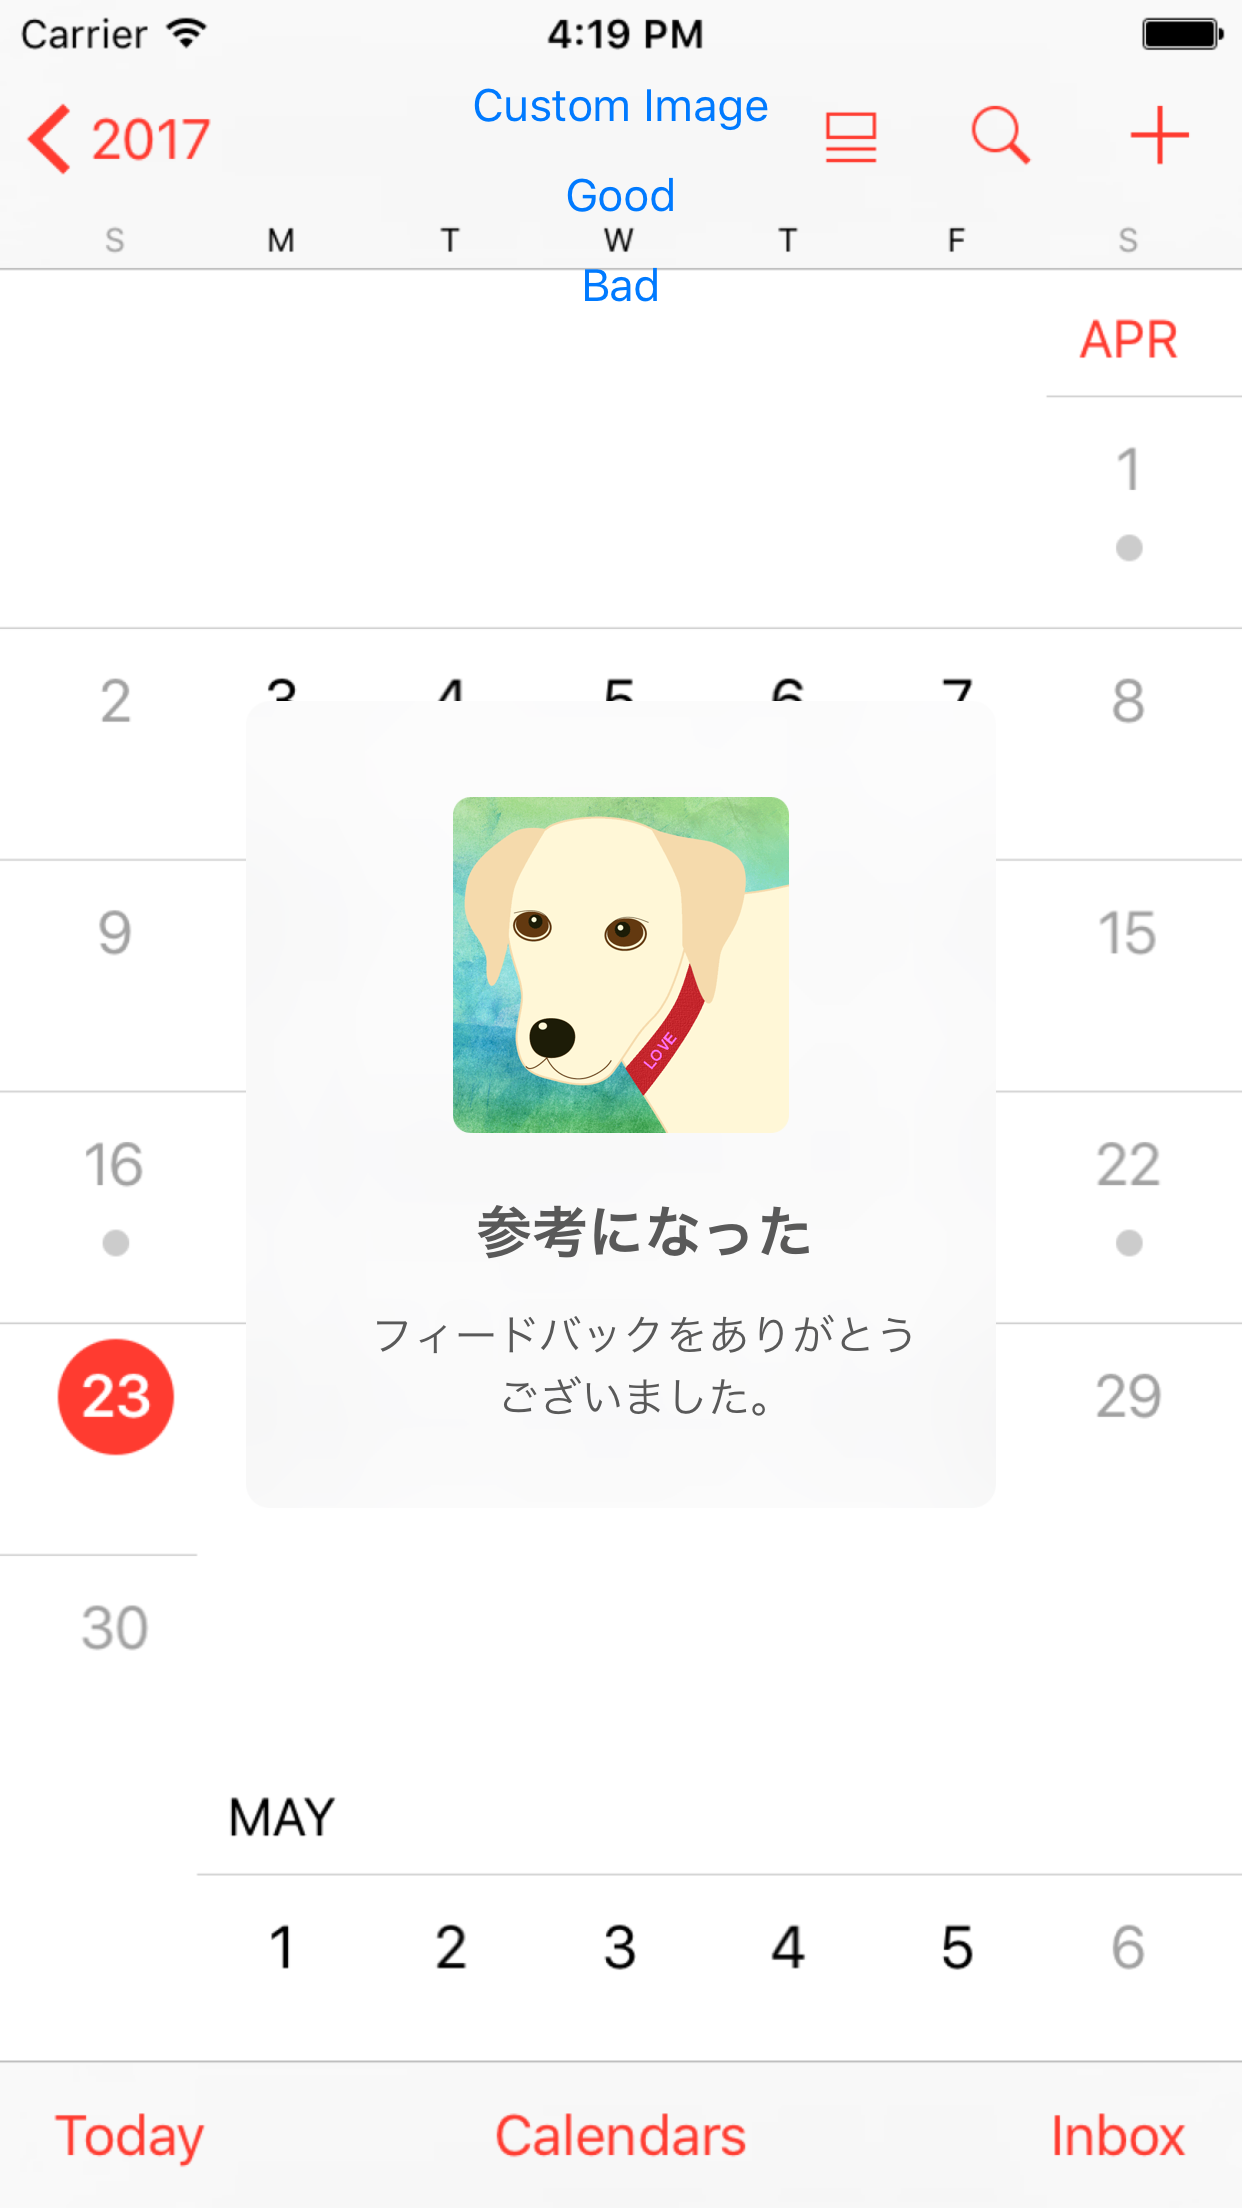 Carrier 4:19 PM
Custom Image
2017
Good
S M T W T F S
Bad
APR
1
2 3 4 5 6 7 8
9 15
LOVE
16 22
参考になった
フィードバックをありがとう
ございました。
23 29
30
MAY
1 2 3 4 5 6
Today Calendars Inbox